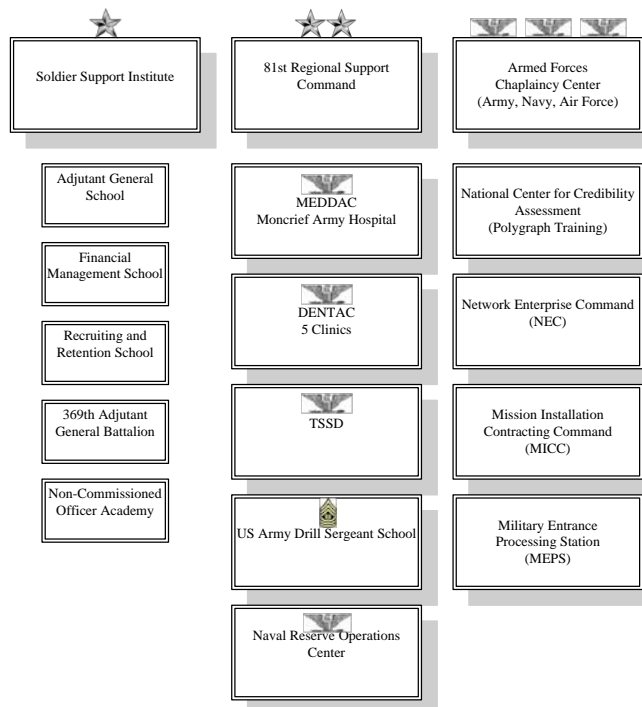 Soldier Support Institute
81st Regional Support
Command
Armed Forces
Chaplaincy Center
(Army, Navy, Air Force)
Adjutant General
School
Financial
Management School
Recruiting and
Retention School
369th Adjutant
General Battalion
Non-Commissioned
Officer Academy
MEDDAC
Moncrief Army Hospital
DENTAC
5 Clinics
TSSD
US Army Drill Sergeant School
Naval Reserve Operations
Center
National Center for Credibility
Assessment
(Polygraph Training)
Network Enterprise Command
(NEC)
Mission Installation
Contracting Command
(MICC)
Military Entrance
Processing Station
(MEPS)